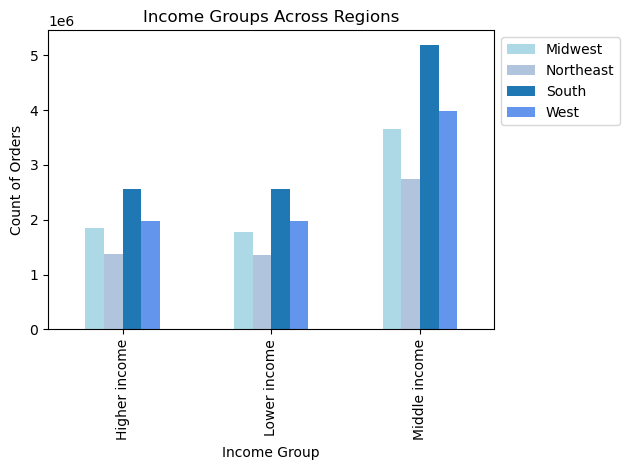 Income Groups Across Regions
1e6
5
4
3
2
1
0
Count of Orders
Higher income
Lower income
Middle income
Income Group
Midwest
Northeast
South
West